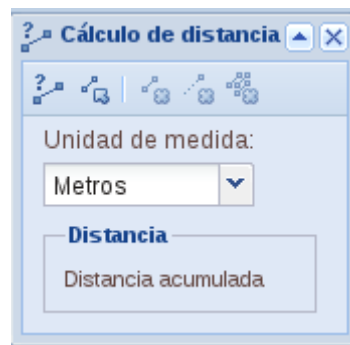 Cálculo de distancia
Unidad de medida:
Metros
Distancia
Distancia acumulada